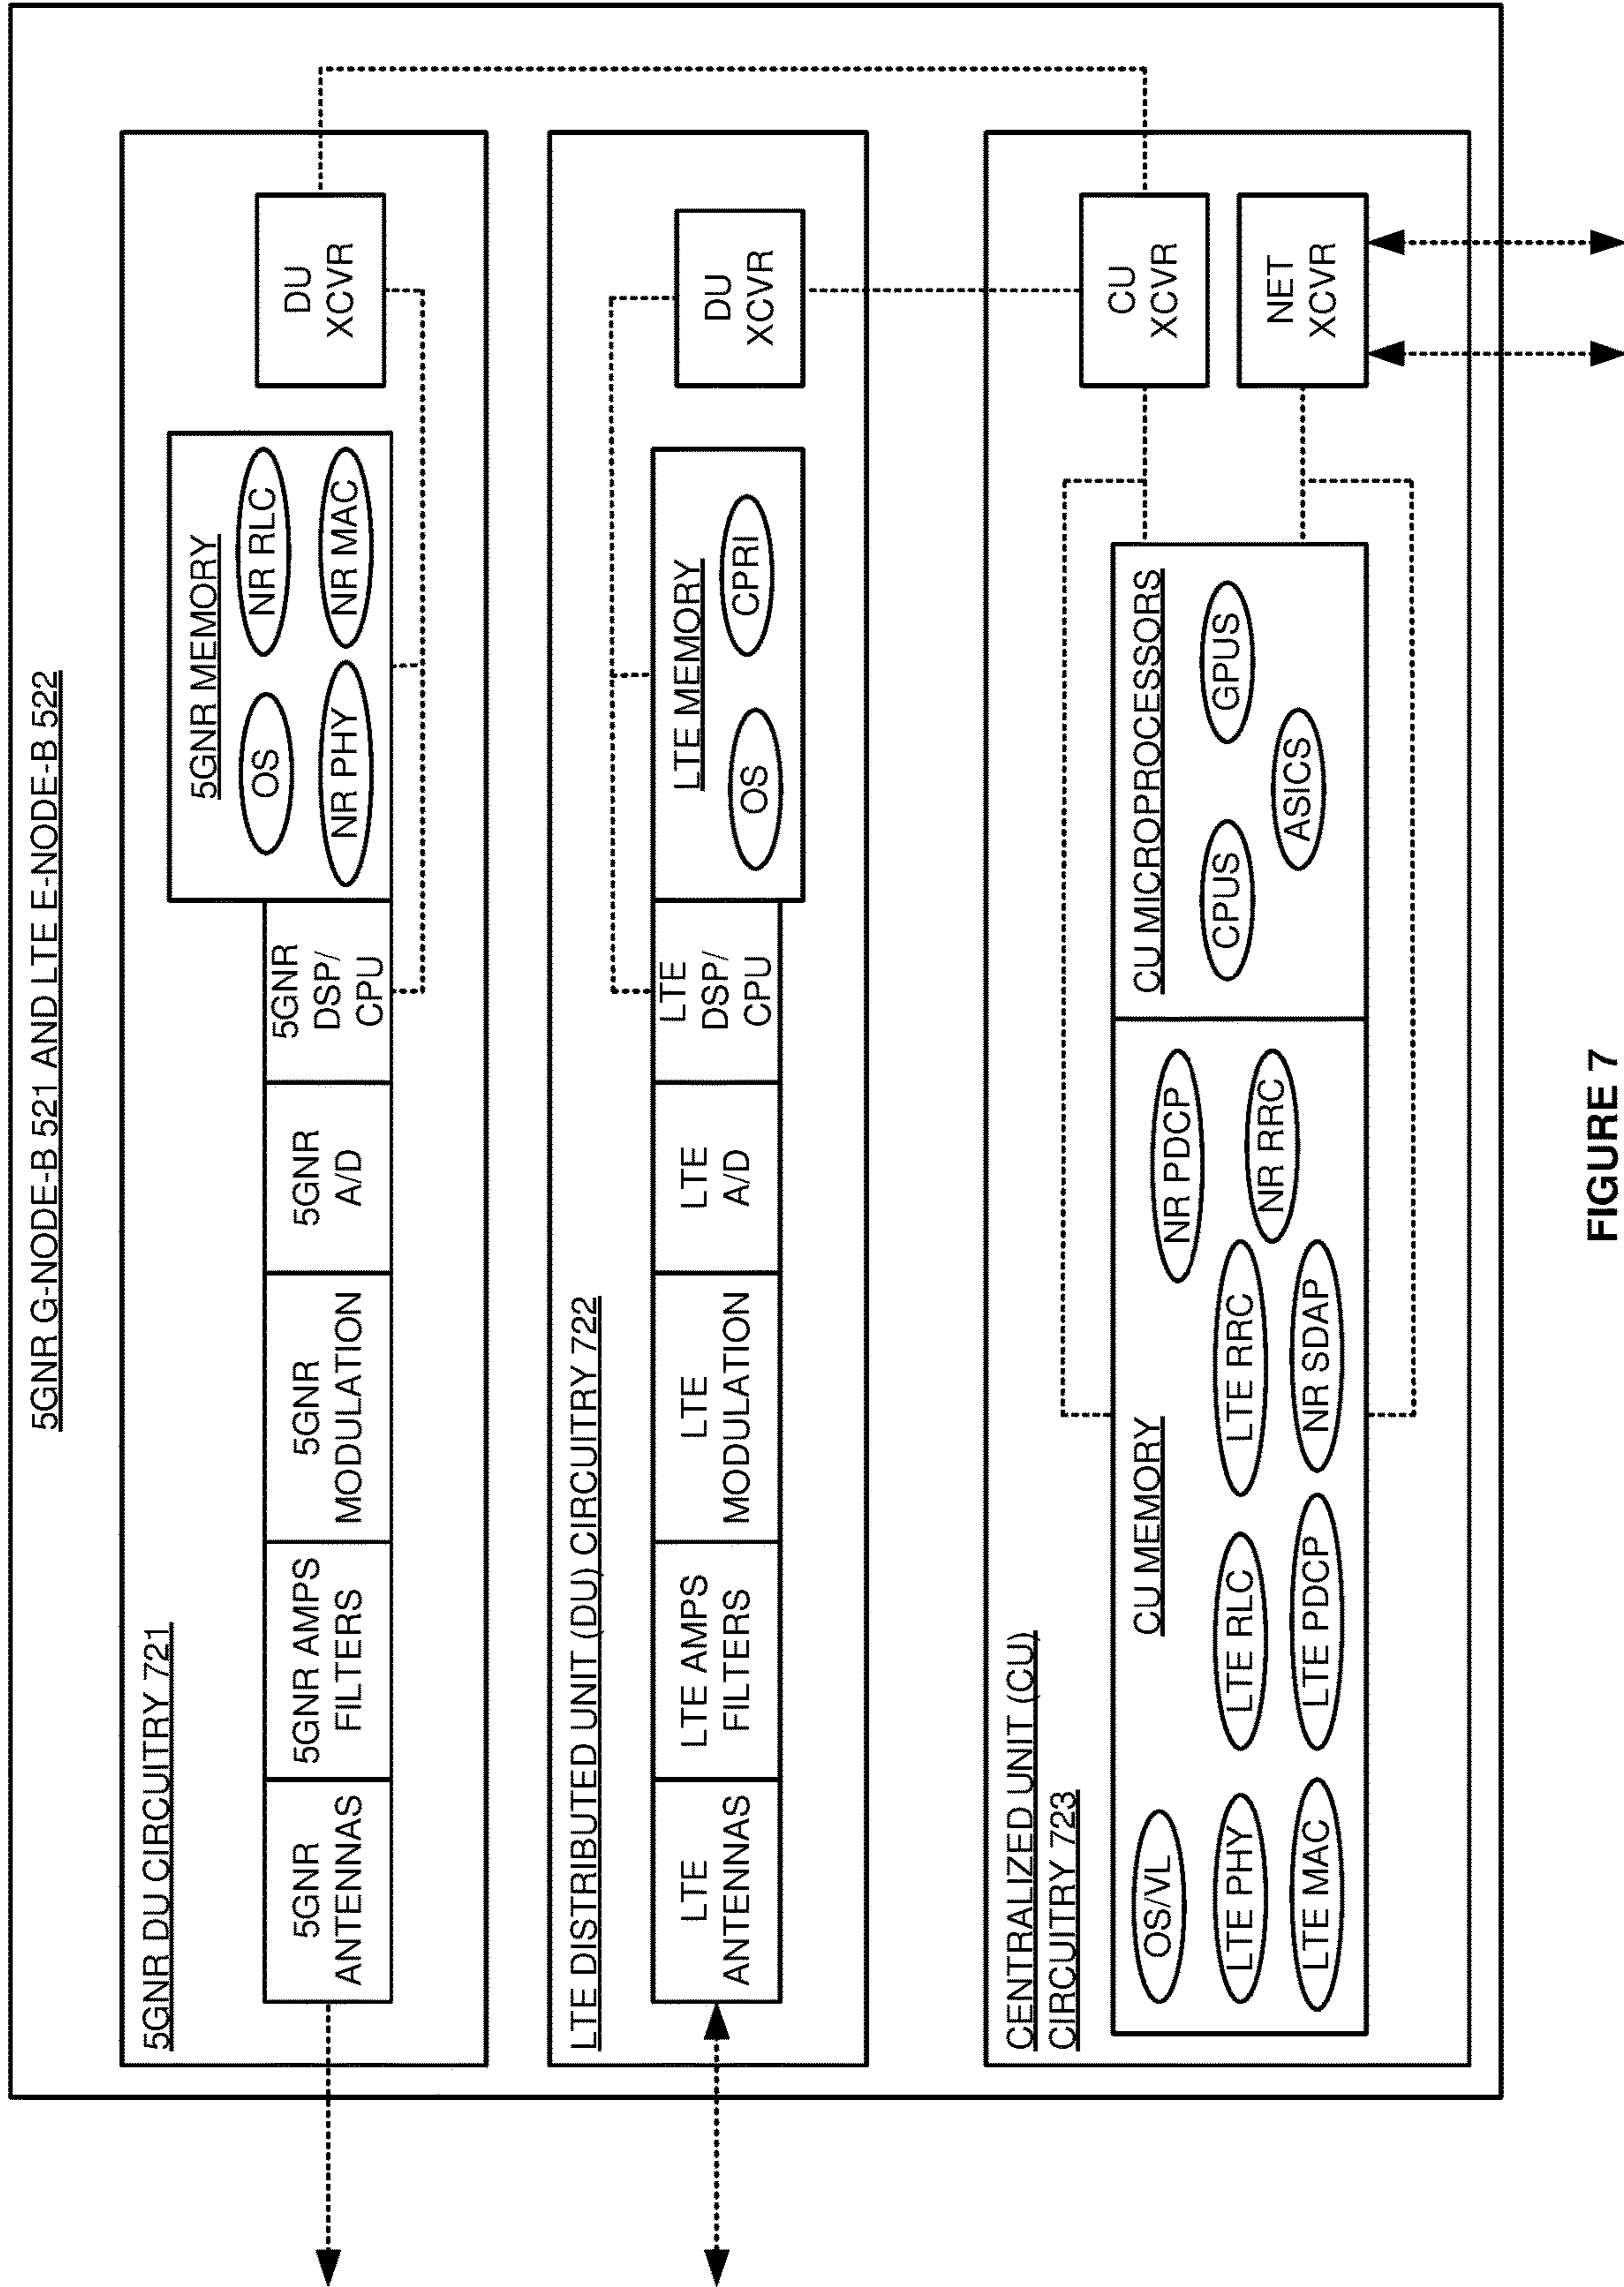 5GNR G-NODE-B 521 AND LTE E-NODE-B 522
5GNR DU CIRCUITRY 721
5GNR
ANTENNAS
5GNR AMPS
FILTERS
5GNR
MODULATION
5GNR
A/D
5GNR
DSP/
CPU
5GNR MEMORY
OS
NR RLC
NR PHY
NR MAC
DU
XCVR
LTE DISTRIBUTED UNIT (DU) CIRCUITRY 722
LTE
ANTENNAS
LTE AMPS
FILTERS
LTE
MODULATION
LTE
A/D
LTE
DSP/
CPU
LTE MEMORY
OS
CPRI
DU
XCVR
CENTRALIZED UNIT (CU)
CIRCUITRY 723
CU MEMORY
OS/VL
NR PDCP
LTE PHY
LTE RLC
LTE RRC
NR RRC
LTE MAC
LTE PDCP
NR SDAP
CU MICROPROCESSORS
CPUS
GPUS
ASICS
CU
XCVR
NET
XCVR
FIGURE 7